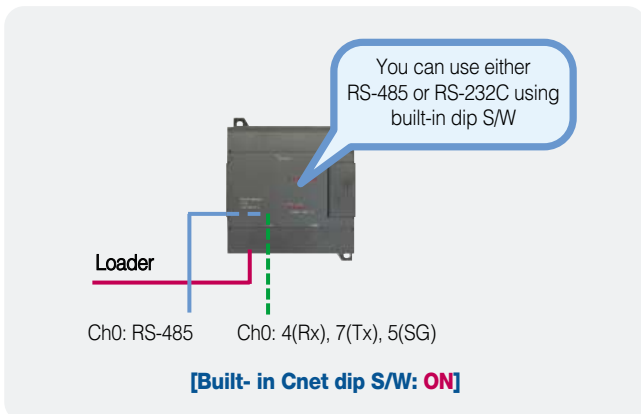 You can use either
RS-485 or RS-232C using
built-in dip S/W
Loader
Ch0: RS-485 Ch0: 4(Rx), 7(Tx), 5(SG)
[Built- in Cnet dip S/W: ON]